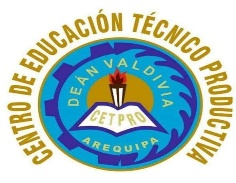 CENTRO DE EDUCACIÓN TÉCNICO PRODUCTIVA
DEÁN VALDIVIA
CETPRO
AREQUIPA